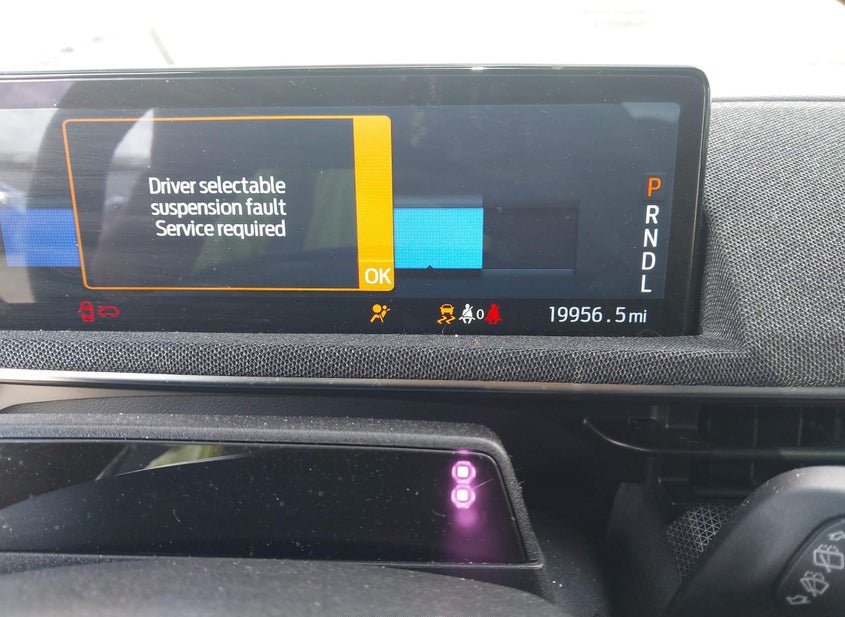 Driver selectable
suspension fault
Service required
OK
P
R
N
D
L
0
19956.5mi